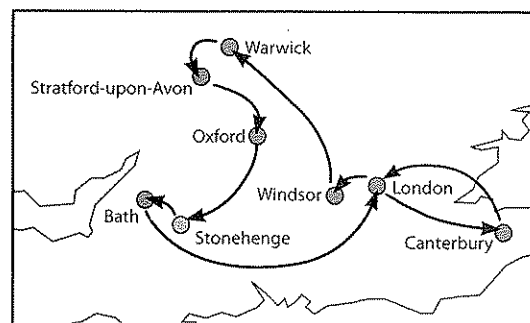 Warwick
Stratford-upon-Avon
Oxford
Windsor
London
Bath
Stonehenge
Canterbury